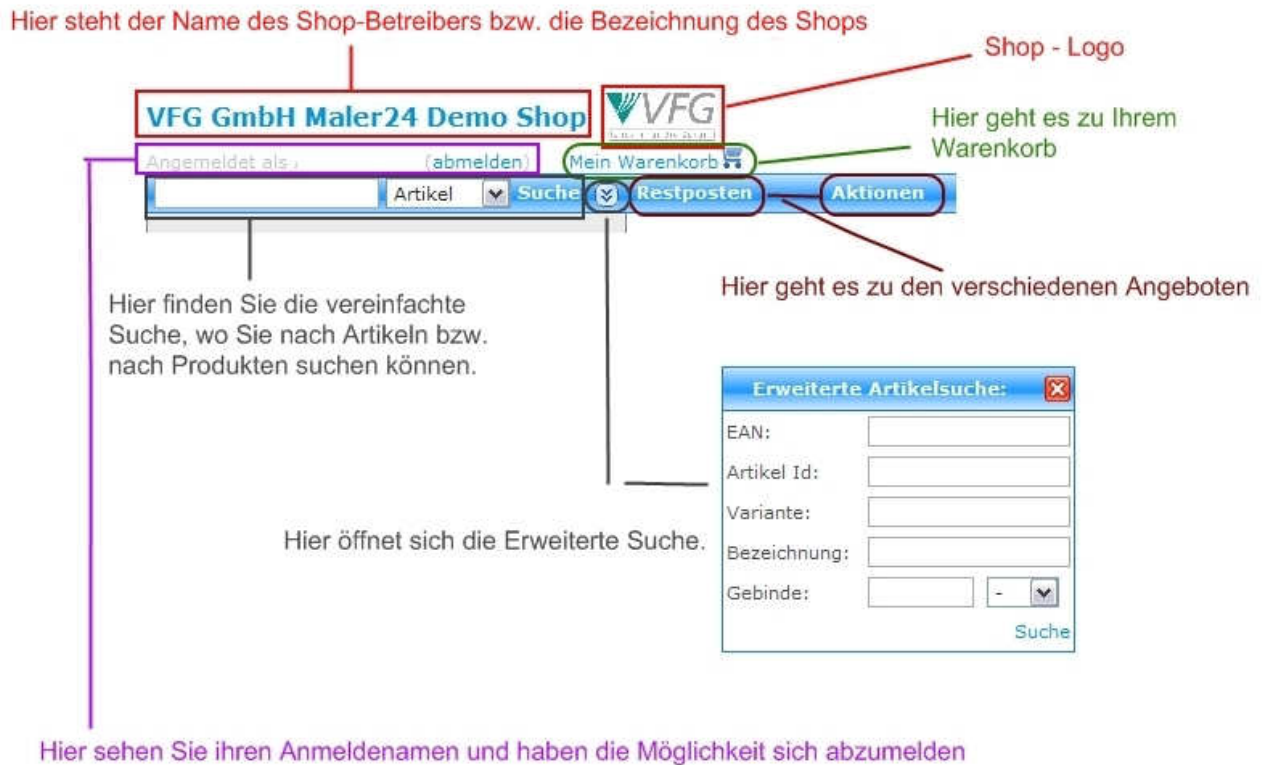 Hier steht der Name des Shop-Betreibers bzw. die Bezeichnung des Shops
Shop - Logo
VFG GmbH Maler24 Demo Shop
VFG
Hier geht es zu Ihrem
Warenkorb
Angemeldet als (abmelden)
Mein Warenkorb
Artikel Suche Restposten Aktionen
Hier finden Sie die vereinfachte
Suche, wo Sie nach Artikeln bzw.
nach Produkten suchen können.
Hier geht es zu den verschiedenen Angeboten
Erweiterte Artikelsuche:
EAN:
Artikel Id:
Variante:
Bezeichnung:
Gebinde: -
Suche
Hier öffnet sich die Erweiterte Suche.
Hier sehen Sie ihren Anmeldenamen und haben die Möglichkeit sich abzumelden